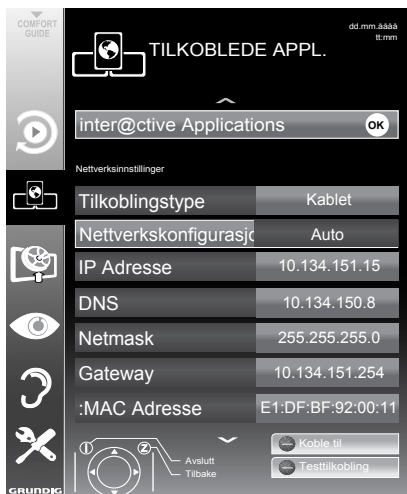 COMFORT
GUIDE
dd.mm.åååå
tt:mm
TILKOBLEDE APPL.
inter@ctive Applications OK
Nettverksinnstillinger
Tilkoblingstype Kablet
Nettverkskonfigurasjo Auto
IP Adresse 10.134.151.15
DNS 10.134.150.8
Netmask 255.255.255.0
Gateway 10.134.151.254
:MAC Adresse E1:DF:BF:92:00:11
Avslutt
Tilbake
Koble til
Testtilkobling
GRUNDIG